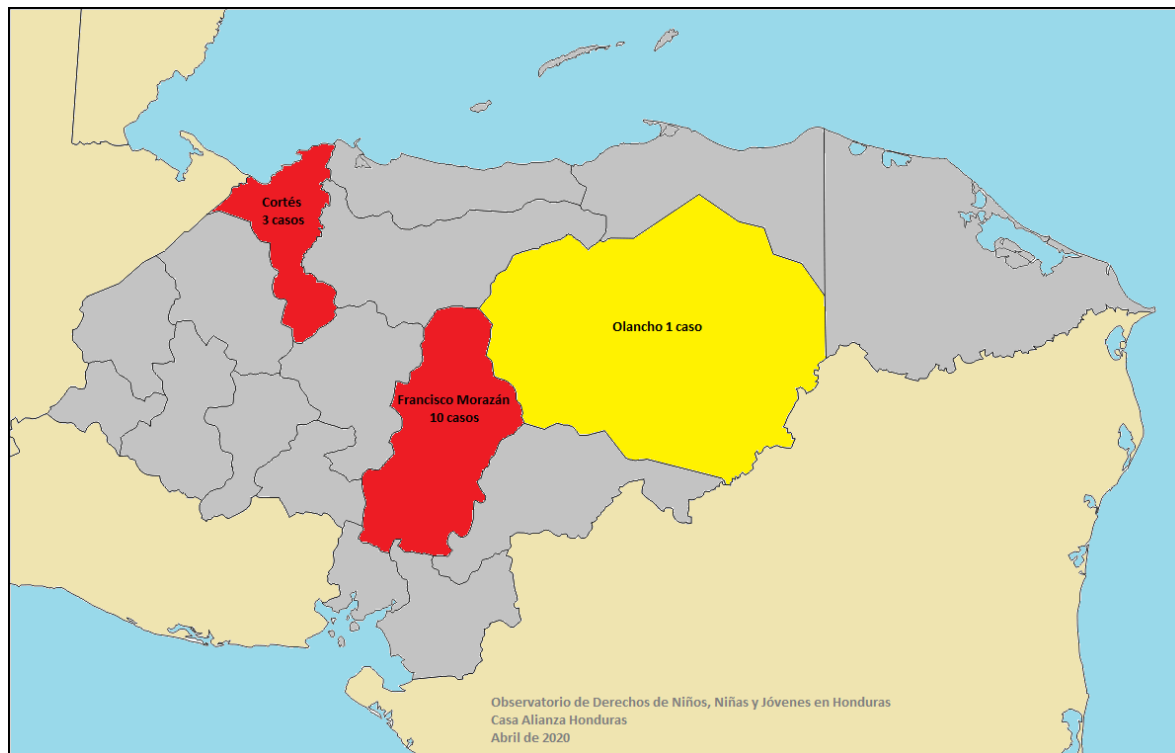 Cortés
3 casos
Olancho 1 caso
Francisco Morazán
10 casos
Observatorio de Derechos de Niños, Niñas y Jóvenes en Honduras
Casa Alianza Honduras
Abril de 2020